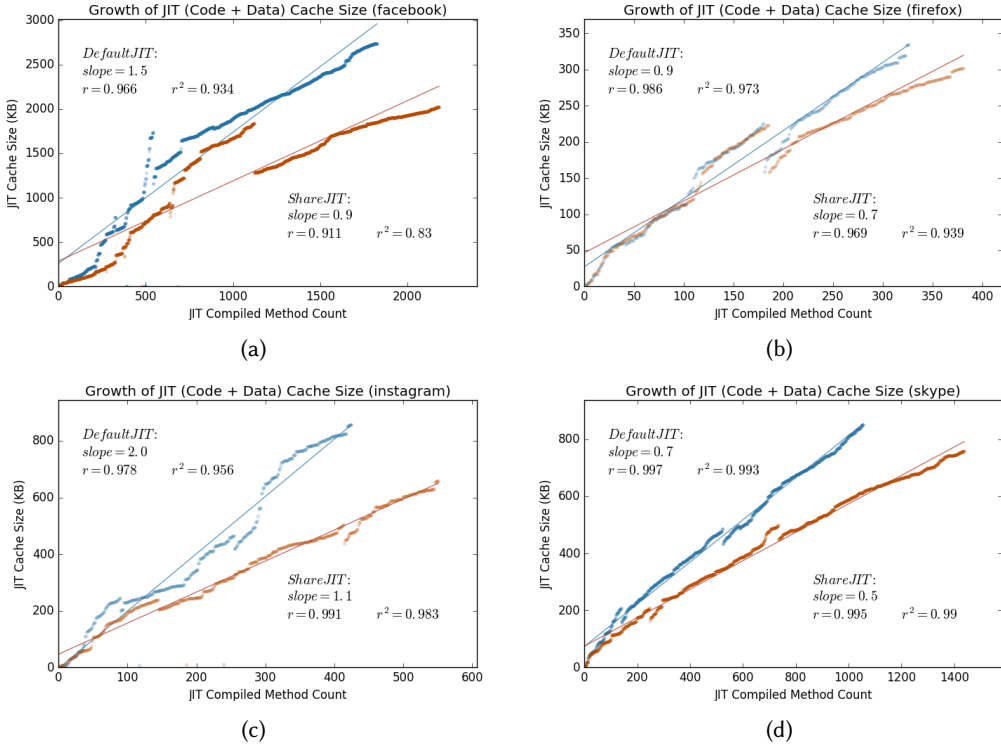 Growth of JIT (Code + Data) Cache Size (facebook)
3000
2500
2000
1500
1000
500
0
JIT Cache Size (KB)
DefaultJIT:
slope = 1.5
r = 0.966 r² = 0.934
ShareJIT:
slope = 0.9
r = 0.911 r² = 0.83
0 500 1000 1500 2000
JIT Compiled Method Count
(a)
Growth of JIT (Code + Data) Cache Size (firefox)
350
300
250
200
150
100
50
0
JIT Cache Size (KB)
DefaultJIT:
slope = 0.9
r = 0.986 r² = 0.973
ShareJIT:
slope = 0.7
r = 0.969 r² = 0.939
0 50 100 150 200 250 300 350 400
JIT Compiled Method Count
(b)
Growth of JIT (Code + Data) Cache Size (instagram)
800
600
400
200
0
JIT Cache Size (KB)
DefaultJIT:
slope = 2.0
r = 0.978 r² = 0.956
ShareJIT:
slope = 1.1
r = 0.991 r² = 0.983
0 100 200 300 400 500 600
JIT Compiled Method Count
(c)
Growth of JIT (Code + Data) Cache Size (skype)
800
600
400
200
0
JIT Cache Size (KB)
DefaultJIT:
slope = 0.7
r = 0.997 r² = 0.993
ShareJIT:
slope = 0.5
r = 0.995 r² = 0.99
0 200 400 600 800 1000 1200 1400
JIT Compiled Method Count
(d)